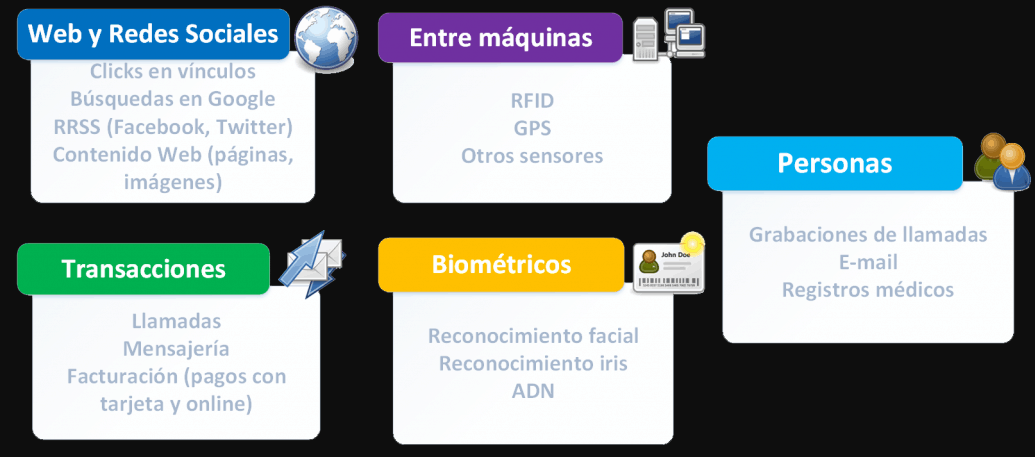 Web y Redes Sociales
Clicks en vínculos
Búsquedas en Google
RRSS (Facebook, Twitter)
Contenido Web (páginas,
imágenes)
Entre máquinas
RFID
GPS
Otros sensores
Personas
Grabaciones de llamadas
E-mail
Registros médicos
Transacciones
Llamadas
Mensajería
Facturación (pagos con
tarjeta y online)
Biométricos
John Doe
Reconocimiento facial
Reconocimiento iris
ADN